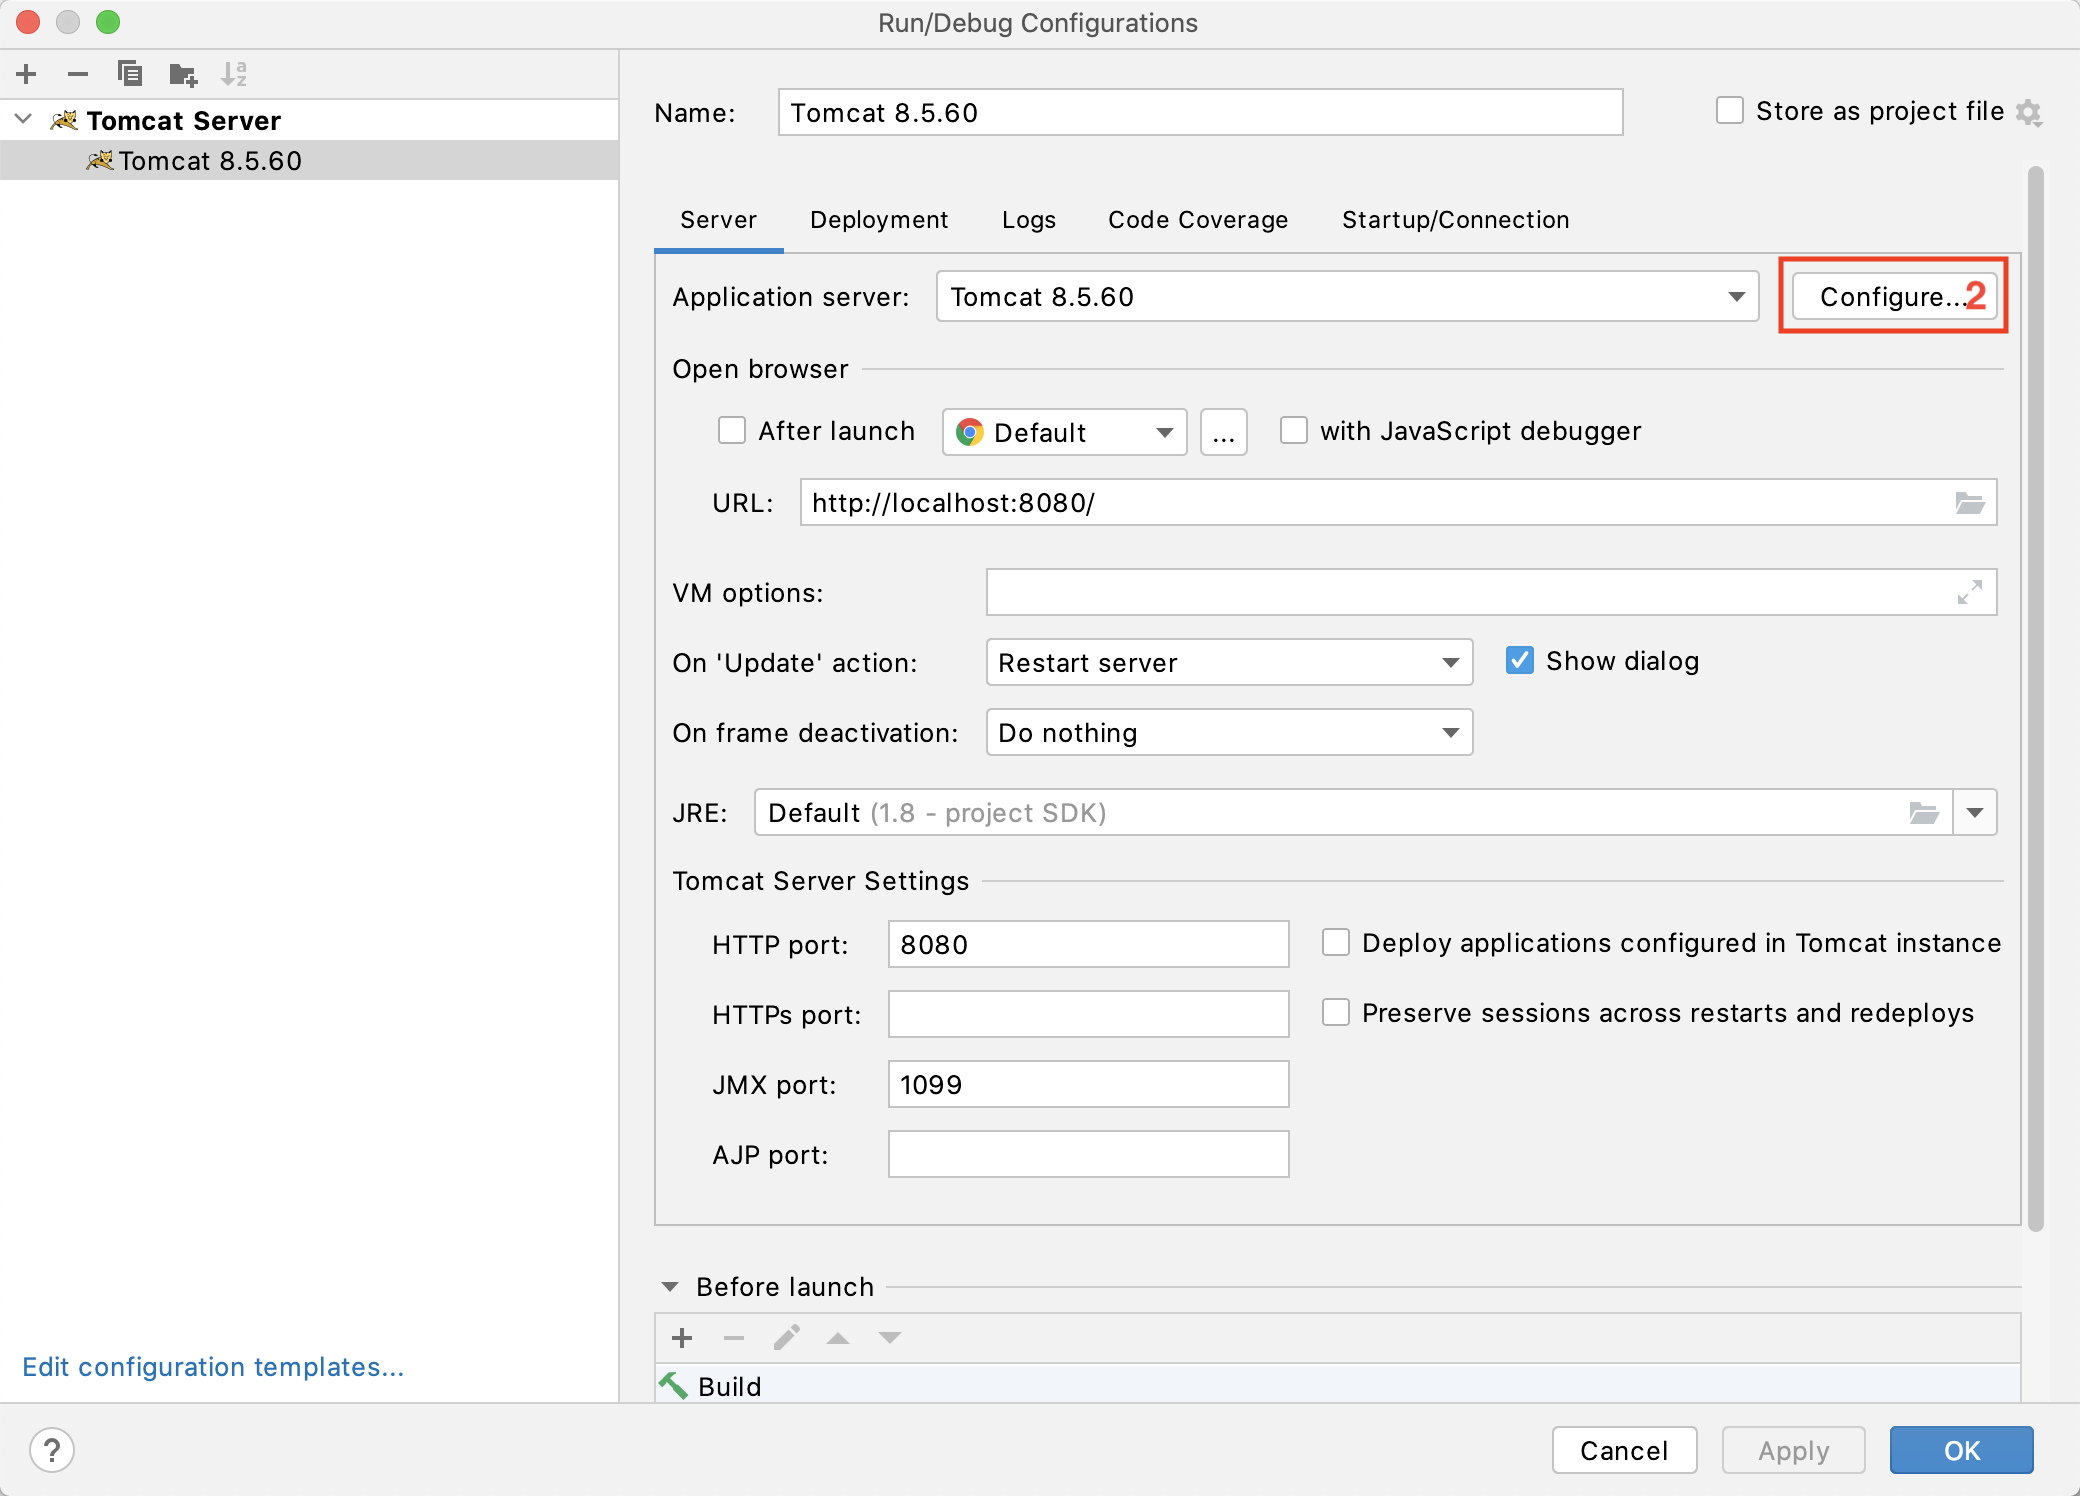 Run/Debug Configurations
Tomcat Server
Tomcat 8.5.60
Edit configuration templates...
Name: Tomcat 8.5.60 Store as project file
Server Deployment Logs Code Coverage Startup/Connection
Application server: Tomcat 8.5.60 Configure... 2
Open browser
After launch Default ... with JavaScript debugger
URL: http://localhost:8080/
VM options:
On 'Update' action: Restart server Show dialog
On frame deactivation: Do nothing
JRE: Default (1.8 - project SDK)
Tomcat Server Settings
HTTP port: 8080 Deploy applications configured in Tomcat instance
HTTPs port: Preserve sessions across restarts and redeploys
JMX port: 1099
AJP port:
Before launch
Build
? Cancel Apply OK